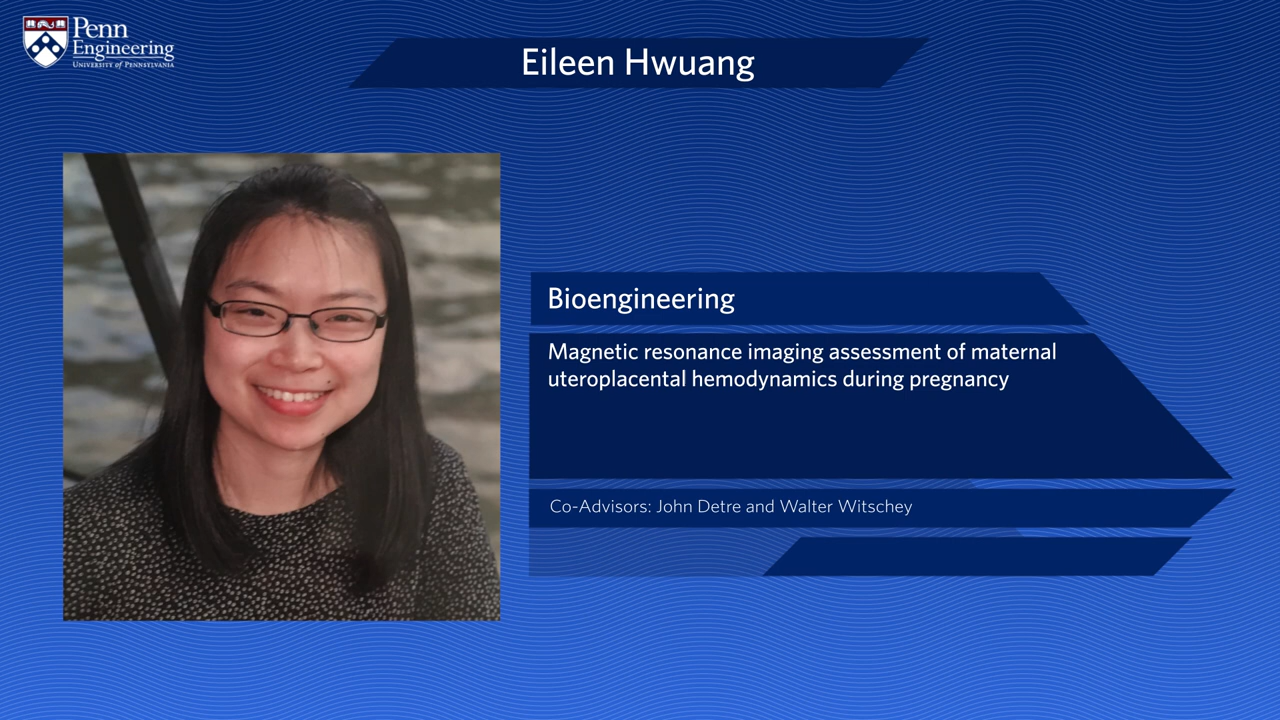 Penn
Engineering
UNIVERSITY of PENNSYLVANIA
Eileen Hwuang
Bioengineering
Magnetic resonance imaging assessment of maternal
uteroplacental hemodynamics during pregnancy
Co-Advisors: John Detre and Walter Witschey